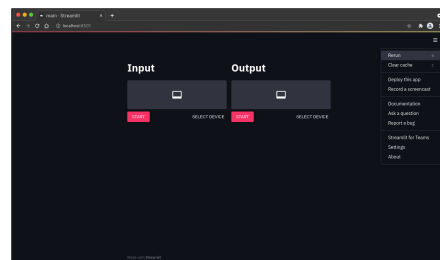 main · Streamlit
localhost:8501
Input
Output
START
SELECT DEVICE
START
SELECT DEVICE
Rerun
Clear cache
Deploy this app
Record a screencast
Documentation
Ask a question
Report a bug
Streamlit for Teams
Settings
About
Made with Streamlit